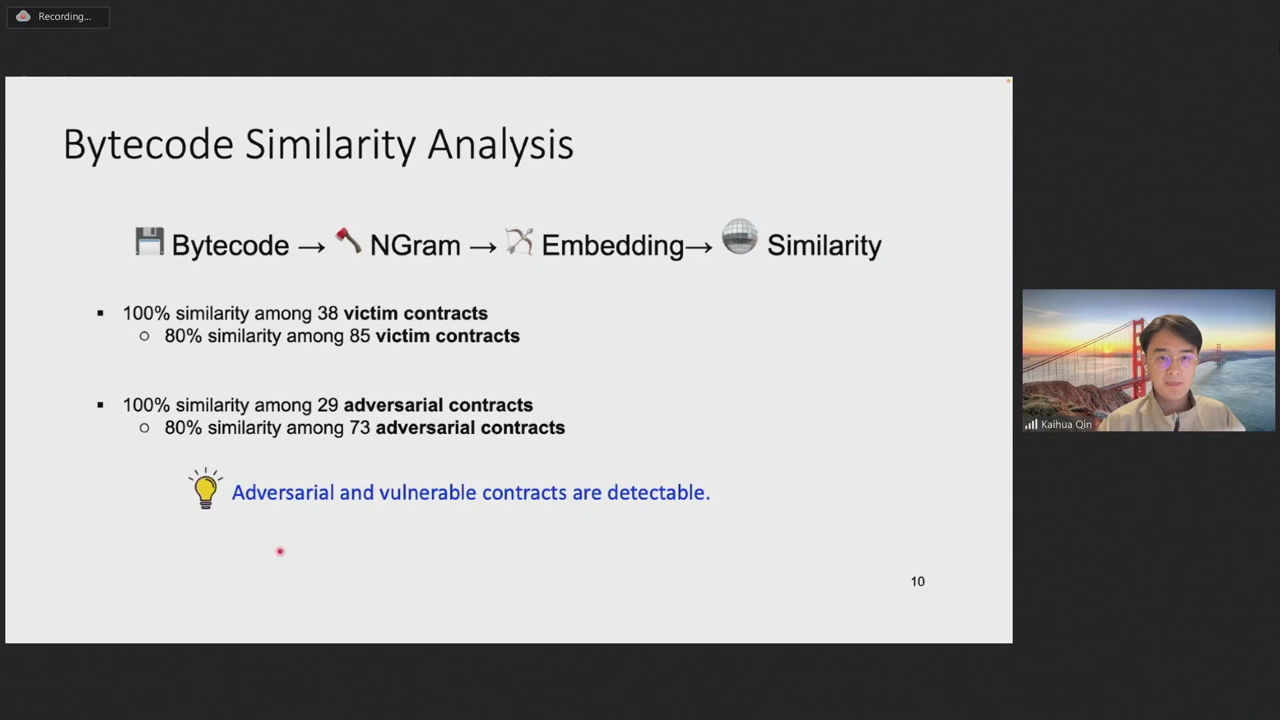 Recording...
Bytecode Similarity Analysis
Bytecode → NGram → Embedding→ Similarity
▪ 100% similarity among 38 victim contracts
○ 80% similarity among 85 victim contracts
▪ 100% similarity among 29 adversarial contracts
○ 80% similarity among 73 adversarial contracts
Adversarial and vulnerable contracts are detectable.
10
Kaihua Qin